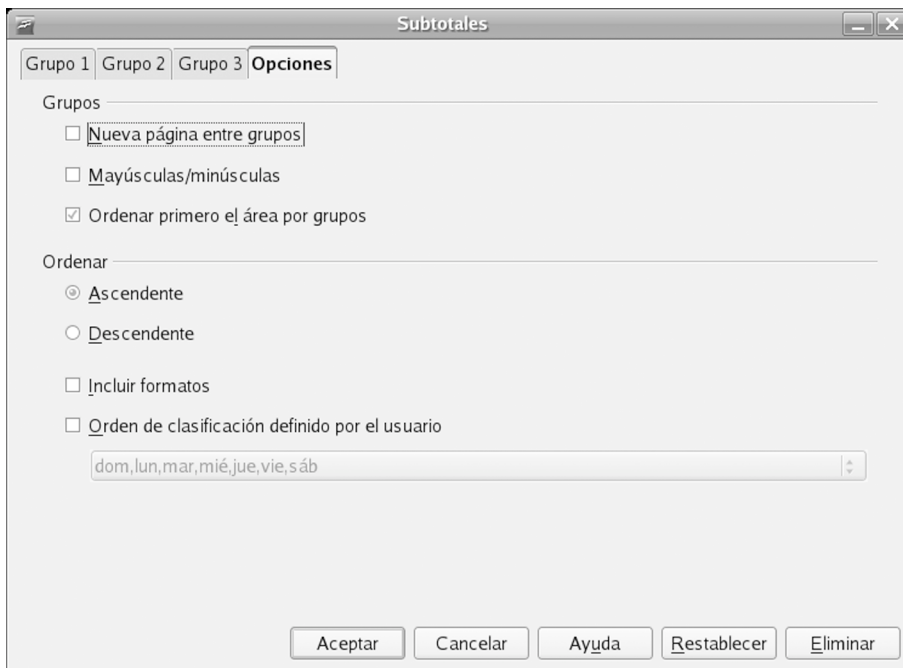 Subtotales
Grupo 1 Grupo 2 Grupo 3 Opciones
Grupos
Nueva página entre grupos
Mayúsculas/minúsculas
Ordenar primero el área por grupos
Ordenar
Ascendente
Descendente
Incluir formatos
Orden de clasificación definido por el usuario
dom,lun,mar,mié,jue,vie,sáb
Aceptar Cancelar Ayuda Restablecer Eliminar